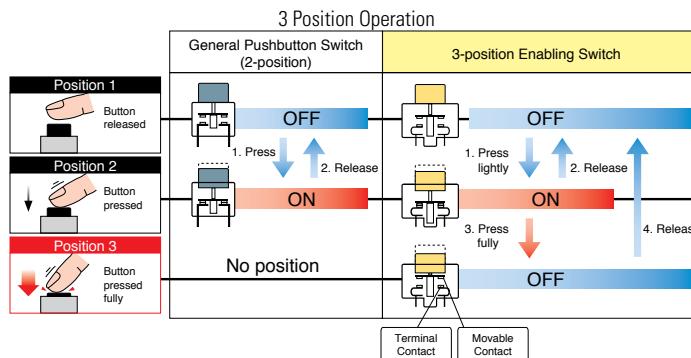 3 Position Operation
General Pushbutton Switch
(2-position)
3-position Enabling Switch
Position 1
Button
released
OFF
OFF
1. Press
2. Release
1. Press
lightly
2. Release
Position 2
Button
pressed
ON
ON
3. Press
fully
4. Release
Position 3
Button
pressed
fully
No position
OFF
Terminal
Contact
Movable
Contact